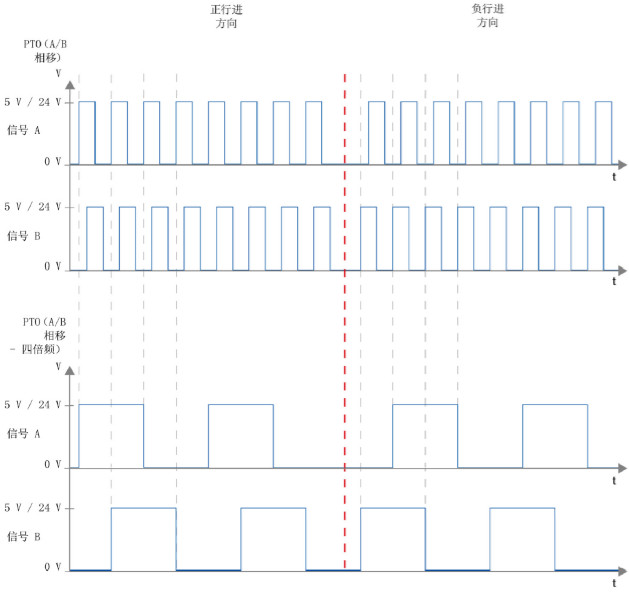 正行进
方向
负行进
方向
PTO(A/B
相移)
V
5 V / 24 V
信号 A
0 V
t
5 V / 24 V
信号 B
0 V
t
PTO(A/B
相移
- 四倍频)
V
5 V / 24 V
信号 A
0 V
t
5 V / 24 V
信号 B
0 V
t